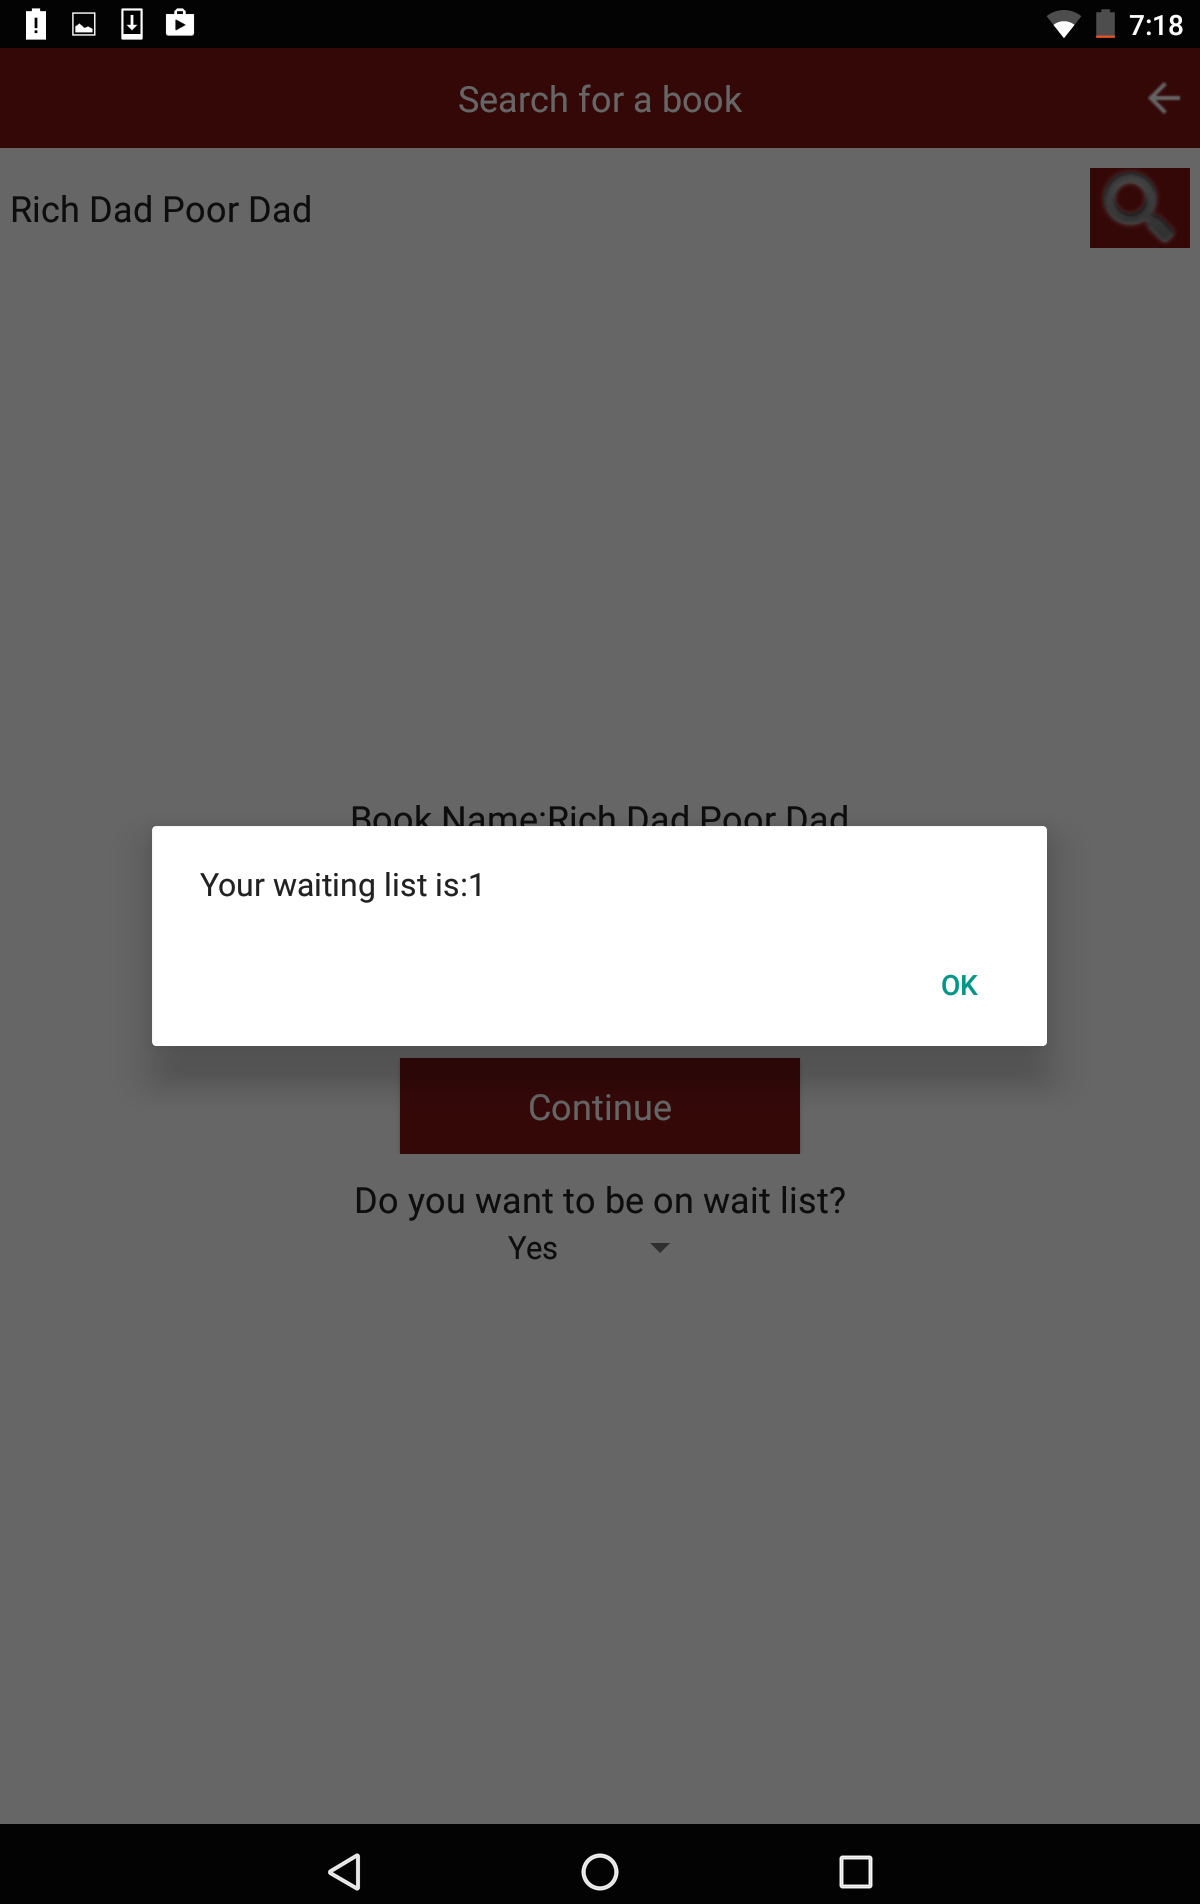 7:18
Search for a book
Rich Dad Poor Dad
Book Name:Rich Dad Poor Dad
Your waiting list is:1
OK
Continue
Do you want to be on wait list?
Yes